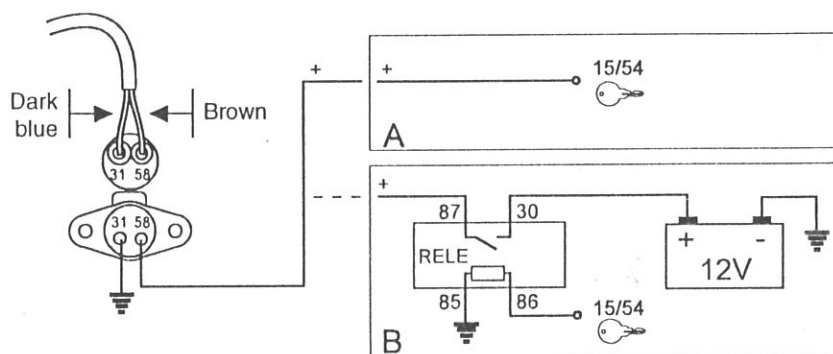 Dark
blue
Brown
31 58
31 58
+ +
15/54
A
+
87 30
RELE
85 86
+ -
12V
15/54
B